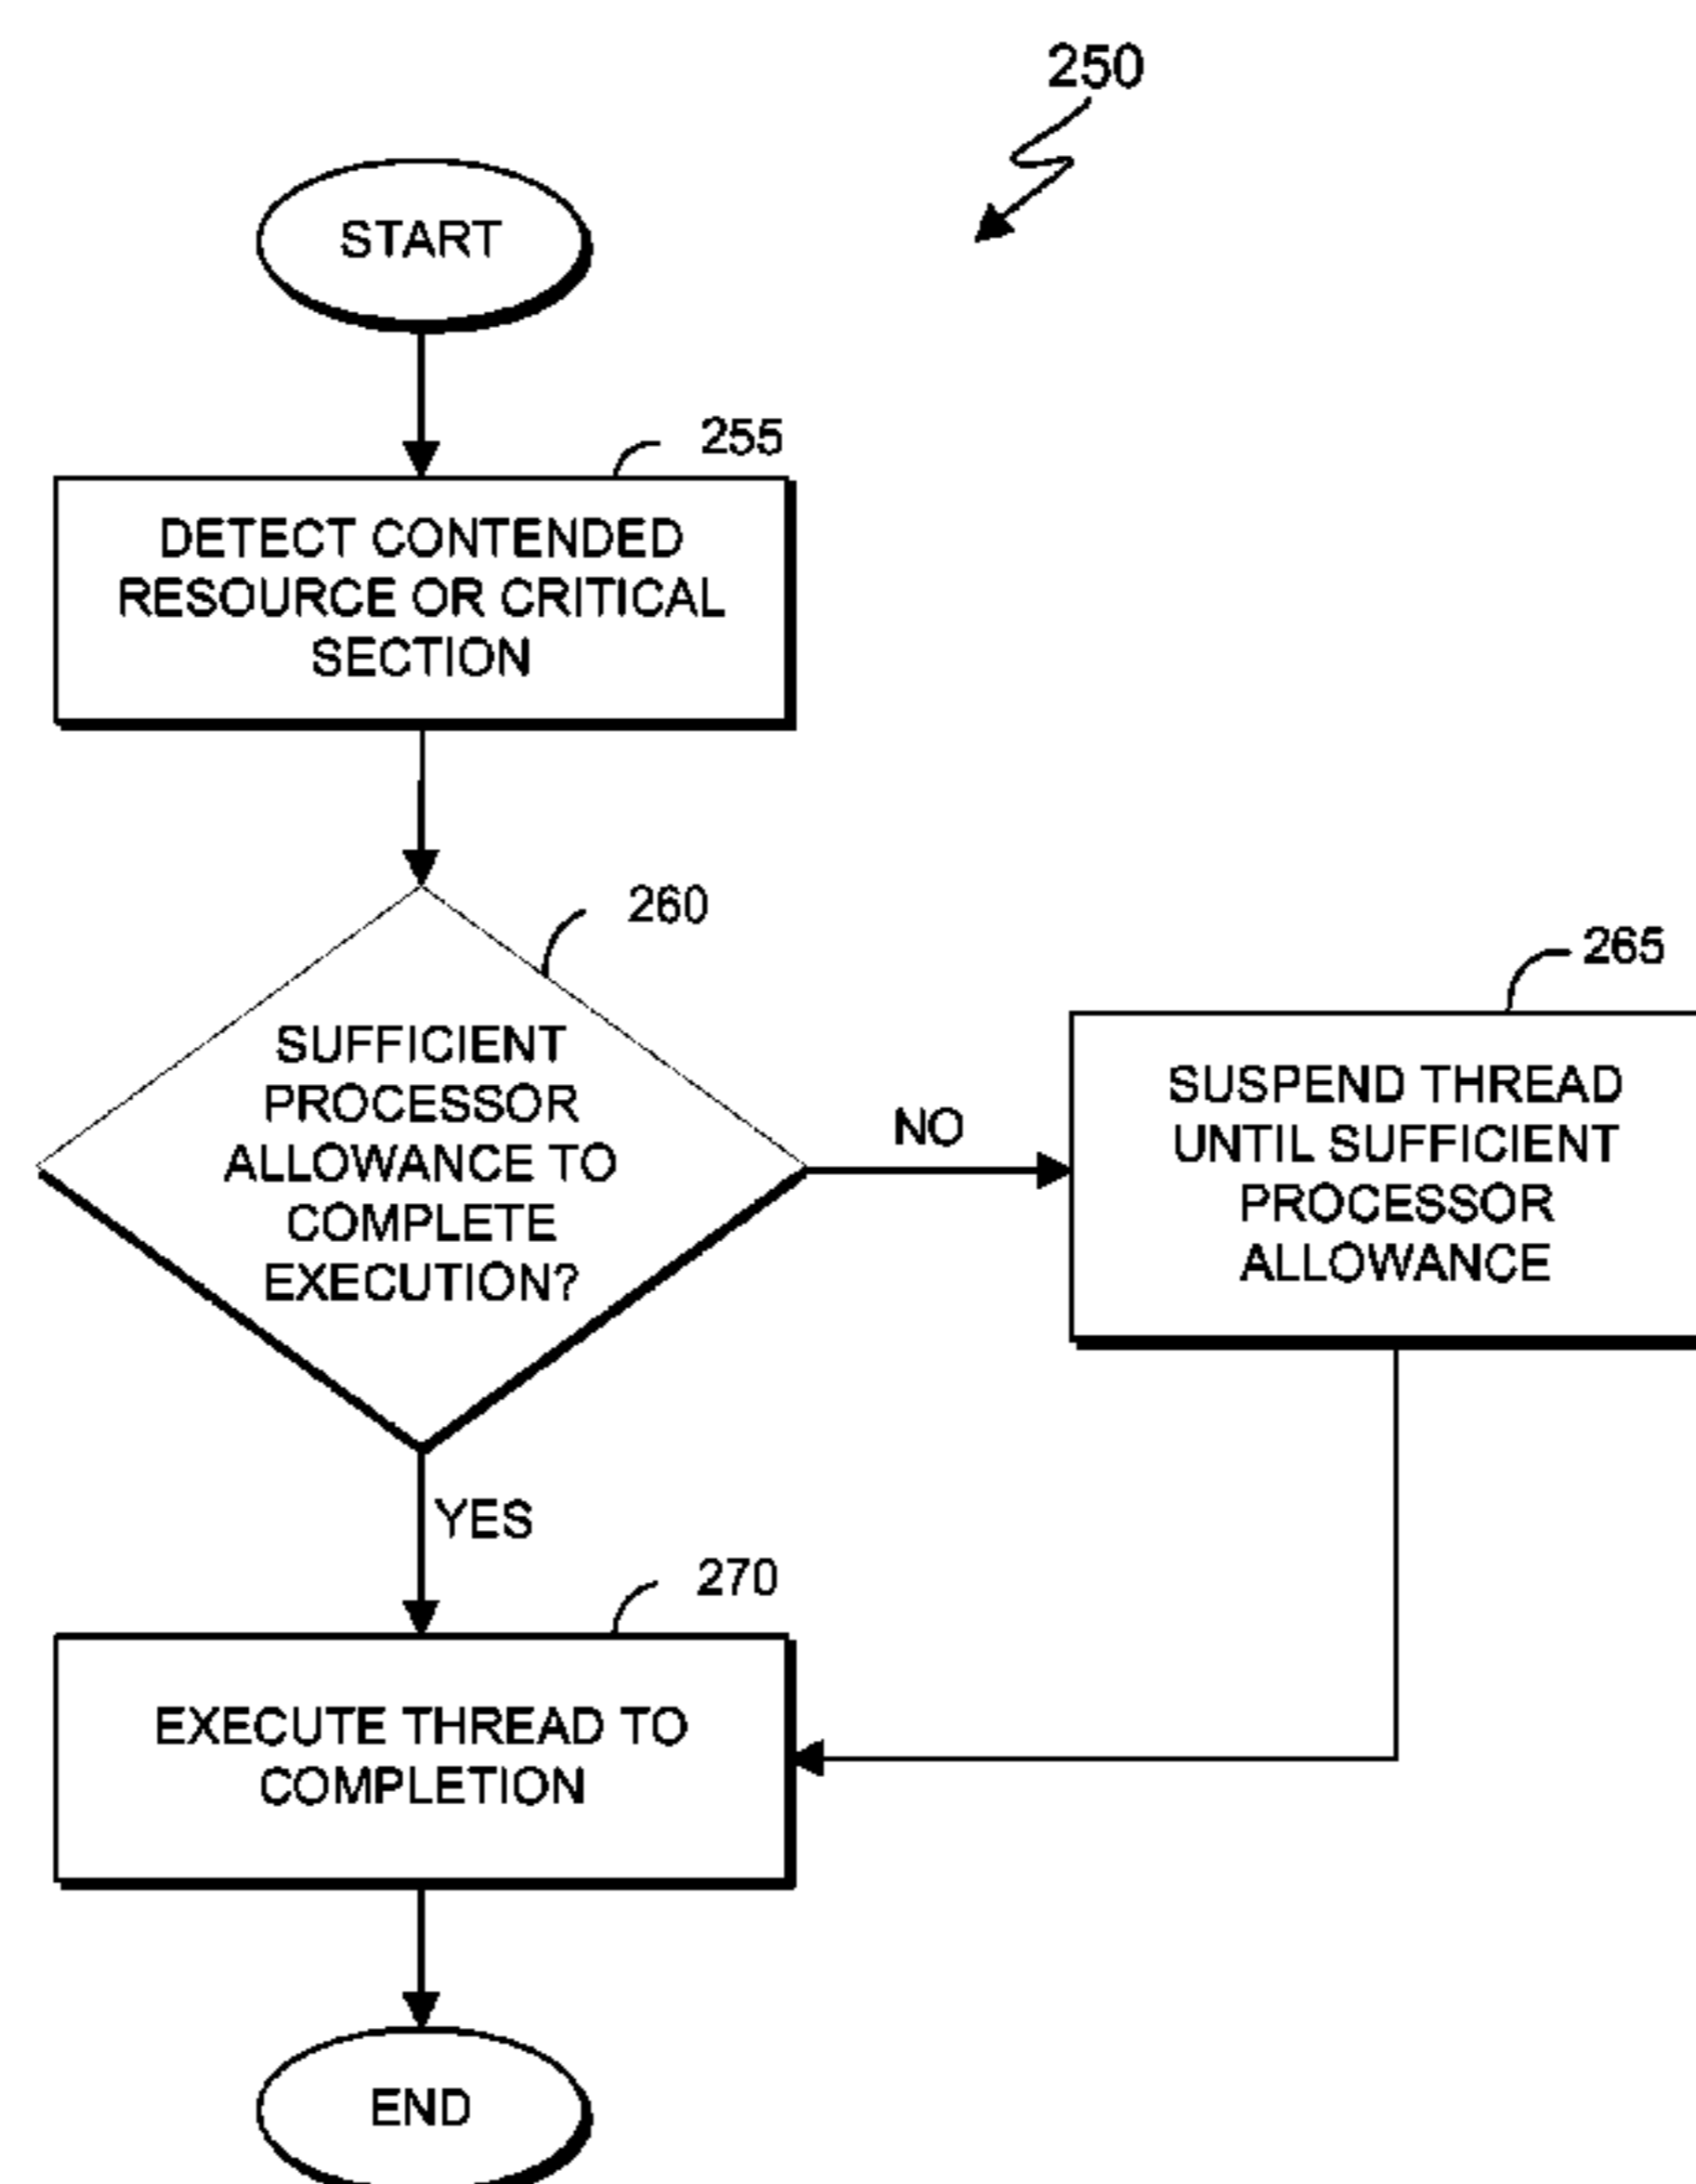 250
START
255
DETECT CONTENDED
RESOURCE OR CRITICAL
SECTION
260
SUFFICIENT
PROCESSOR
ALLOWANCE TO
COMPLETE
EXECUTION?
NO
265
SUSPEND THREAD
UNTIL SUFFICIENT
PROCESSOR
ALLOWANCE
YES
270
EXECUTE THREAD TO
COMPLETION
END